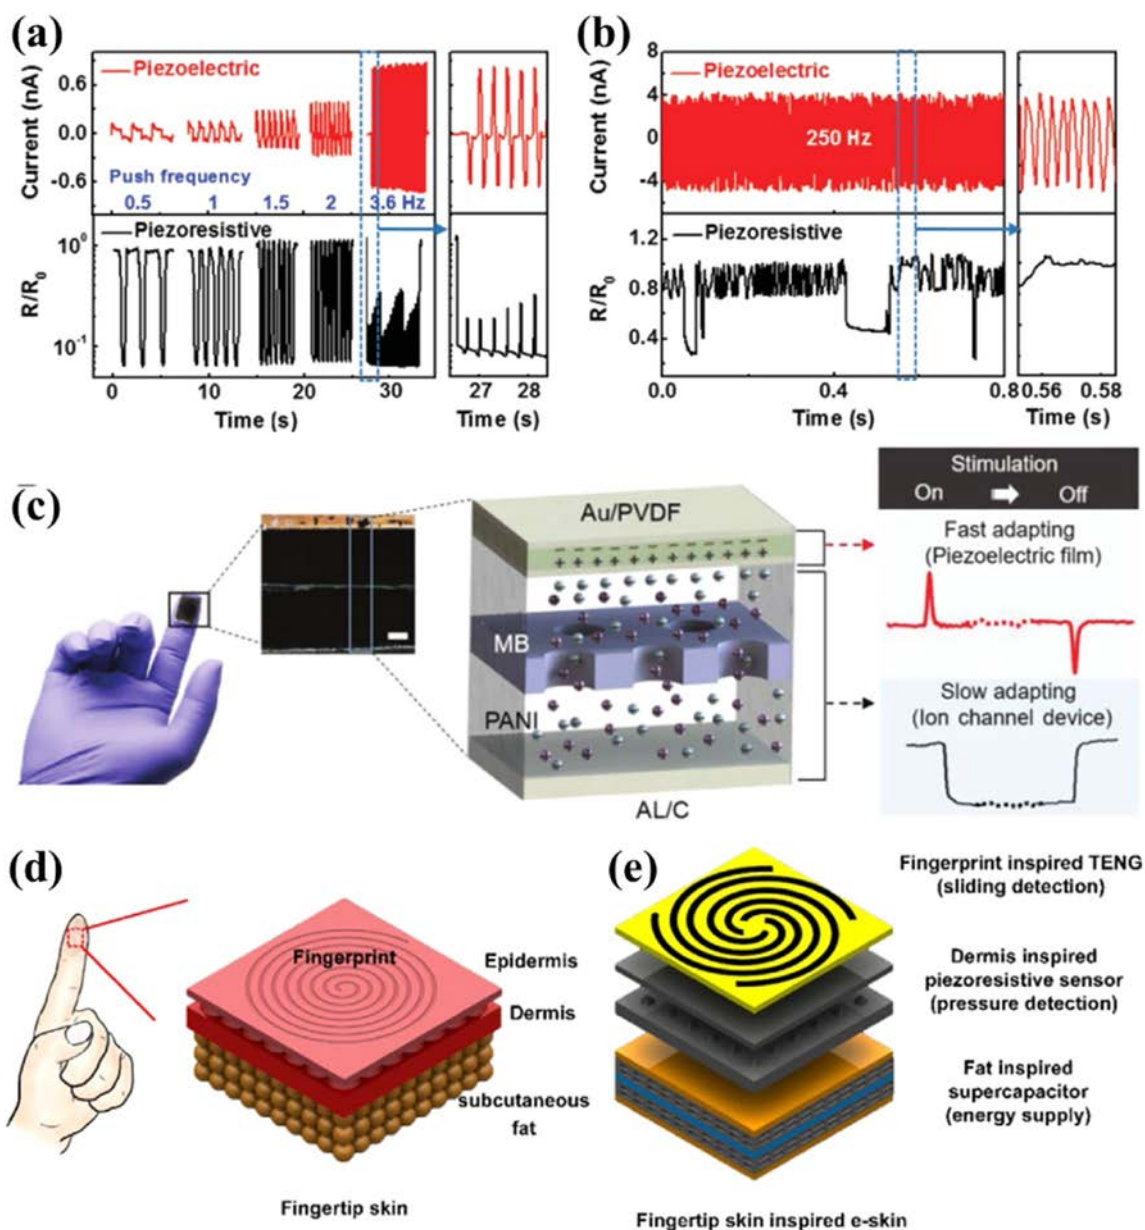 (a)
Current (nA)
0.6
0.0
-0.6
Piezoelectric
Push frequency
0.5 1 1.5 2 3.6 Hz
R/R0
10^0
10^-1
Piezoresistive
0 10 20 30
Time (s)
27 28
Time (s)
(b)
Current (nA)
8
4
0
-4
Piezoelectric
250 Hz
R/R0
1.2
0.8
0.4
Piezoresistive
0.0 0.4 0.8
Time (s)
0.56 0.58
Time (s)
(c)
Au/PVDF
MB
PANI
AL/C
Stimulation
On Off
Fast adapting
(Piezoelectric film)
Slow adapting
(Ion channel device)
(d)
Fingerprint
Epidermis
Dermis
subcutaneous
fat
Fingertip skin
(e)
Fingerprint inspired TENG
(sliding detection)
Dermis inspired
piezoresistive sensor
(pressure detection)
Fat inspired
supercapacitor
(energy supply)
Fingertip skin inspired e-skin